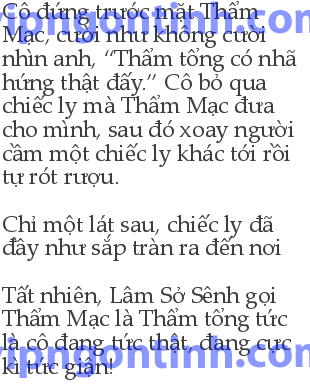 Cô đứng trước mặt Thẩm
Mạc, cười như không cười
nhìn anh, “Thẩm tổng có nhã
hứng thật đấy.” Cô bỏ qua
chiếc ly mà Thẩm Mạc đưa
cho mình, sau đó xoay người
cầm một chiếc ly khác tới rồi
tự rót rượu.
Chỉ một lát sau, chiếc ly đã
đầy như sắp tràn ra đến nơi
Tất nhiên, Lâm Sở Sênh gọi
Thẩm Mạc là Thẩm tổng tức
là cô đang tức thật, đang cực
kì tức giận!
vipngontinh.com
vipngontinh.com